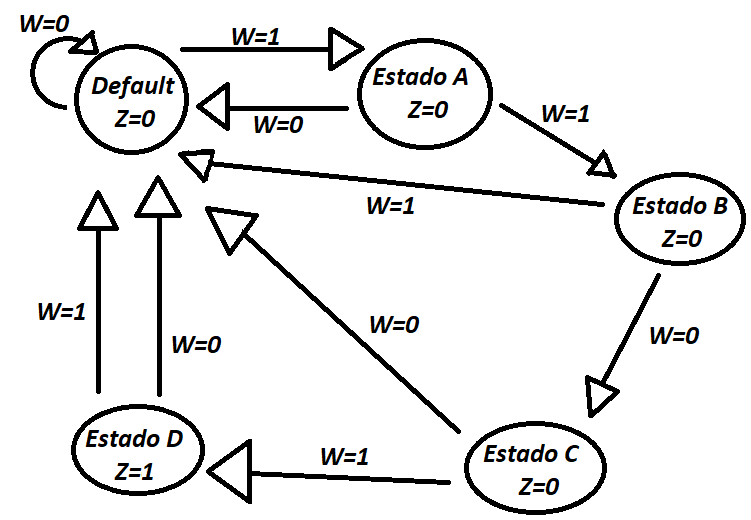 W=0
W=1
Default
Z=0
Estado A
Z=0
W=0
W=1
W=1
Estado B
Z=0
W=1
W=0
W=0
W=0
Estado D
Z=1
W=1
Estado C
Z=0